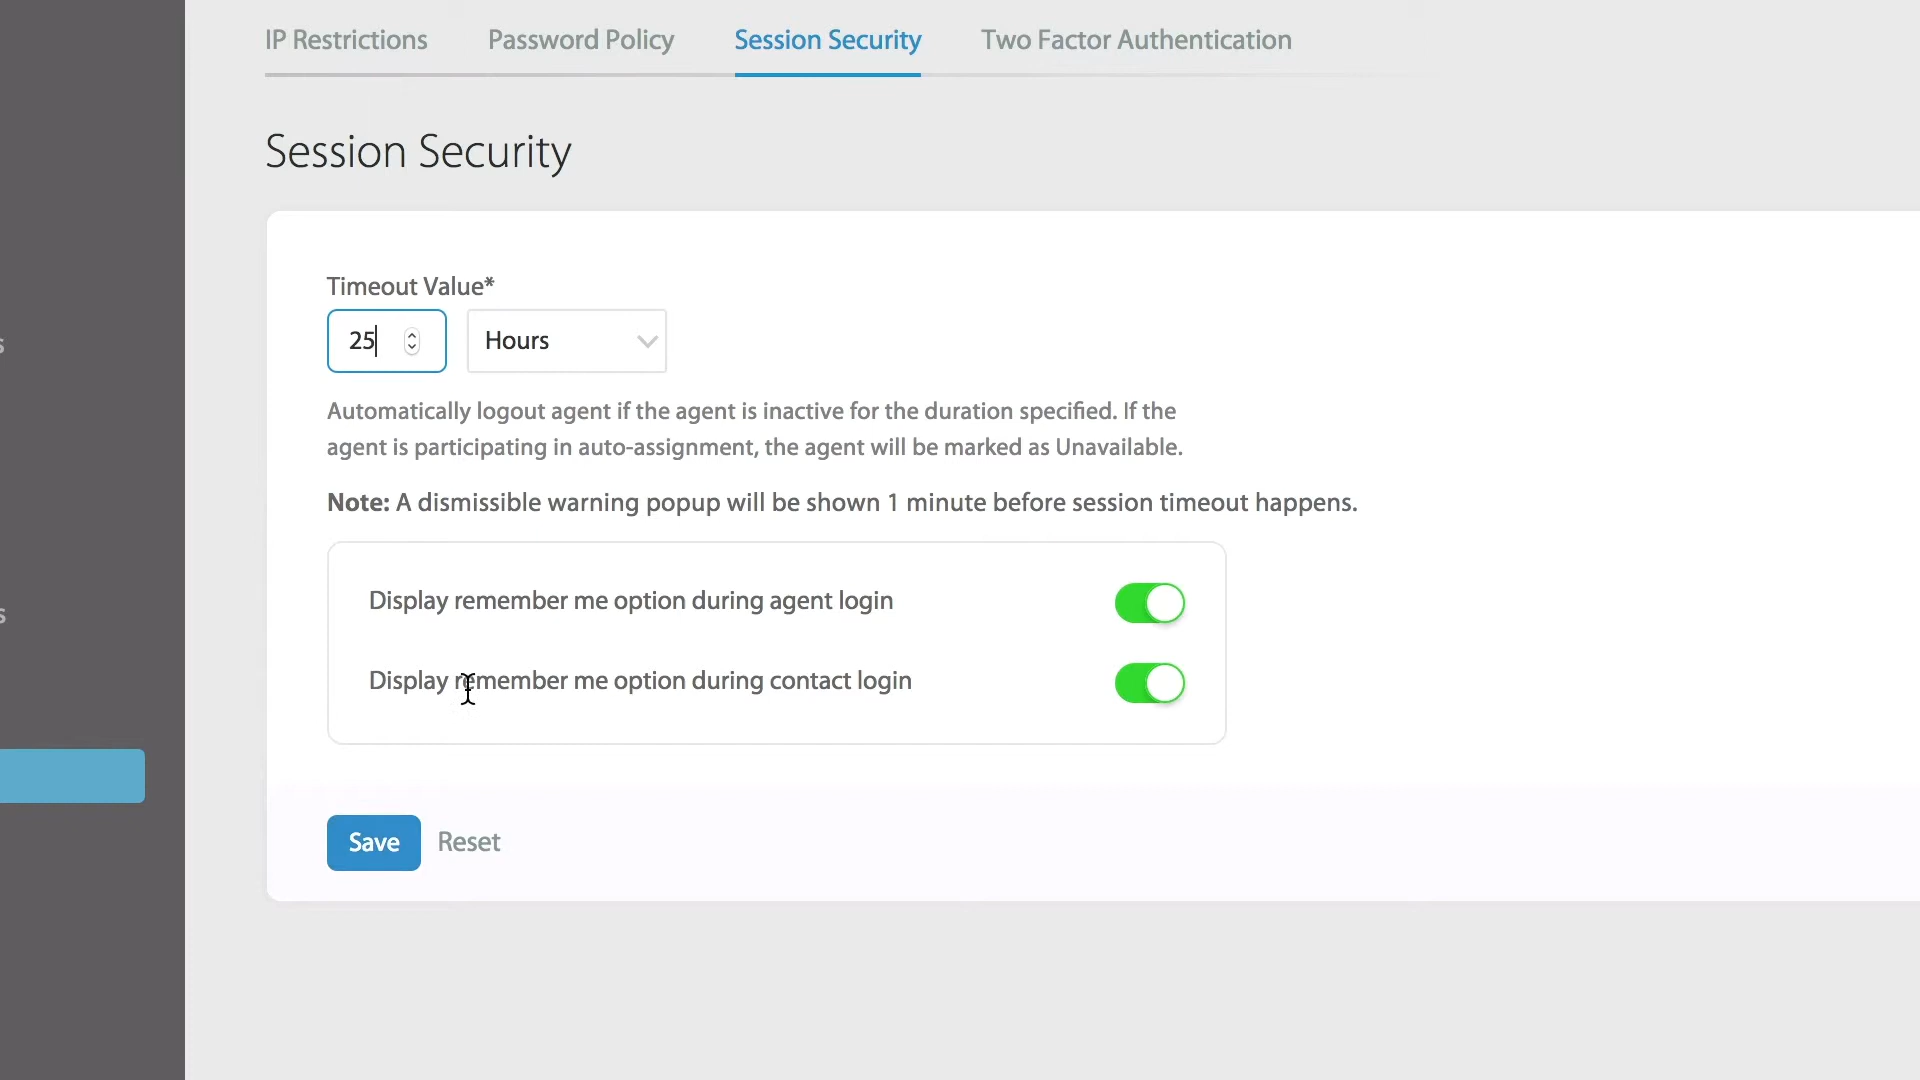 IP Restrictions
Password Policy
Session Security
Two Factor Authentication
Session Security
Timeout Value*
25
Hours
Automatically logout agent if the agent is inactive for the duration specified. If the
agent is participating in auto-assignment, the agent will be marked as Unavailable.
Note: A dismissible warning popup will be shown 1 minute before session timeout happens.
Display remember me option during agent login
Display remember me option during contact login
Save
Reset
s
s